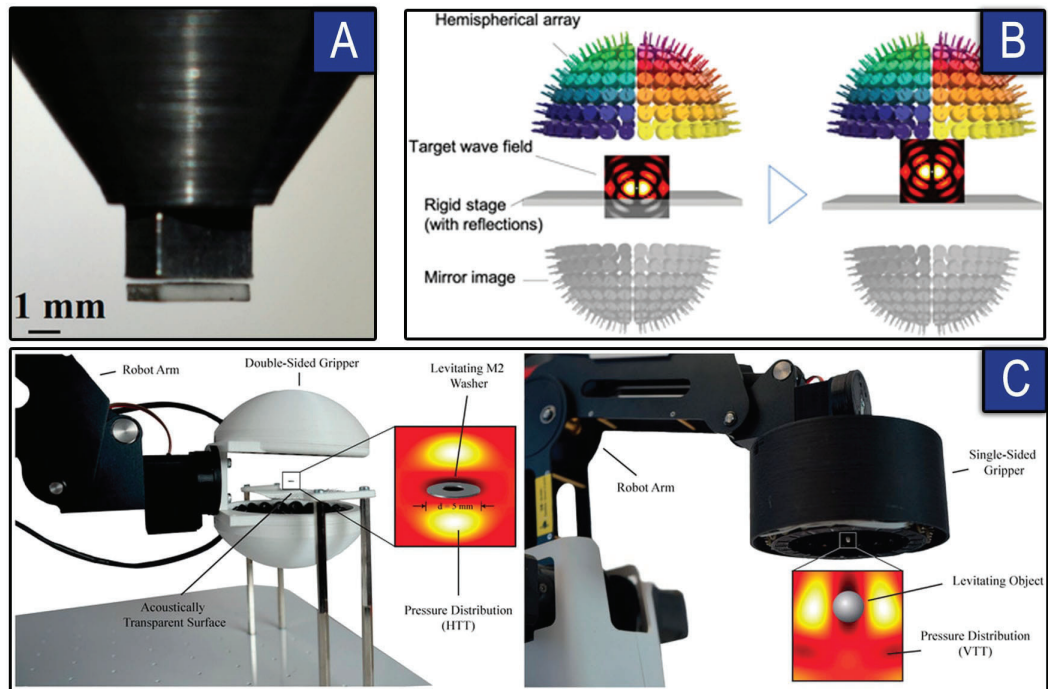 A
1 mm
B
Hemispherical array
Target wave field
Rigid stage
(with reflections)
Mirror image
C
Robot Arm
Double-Sided Gripper
Levitating M2
Washer
d = 5 mm
Acoustically
Transparent Surface
Pressure Distribution
(HTT)
Robot Arm
Single-Sided
Gripper
Levitating Object
Pressure Distribution
(VTT)